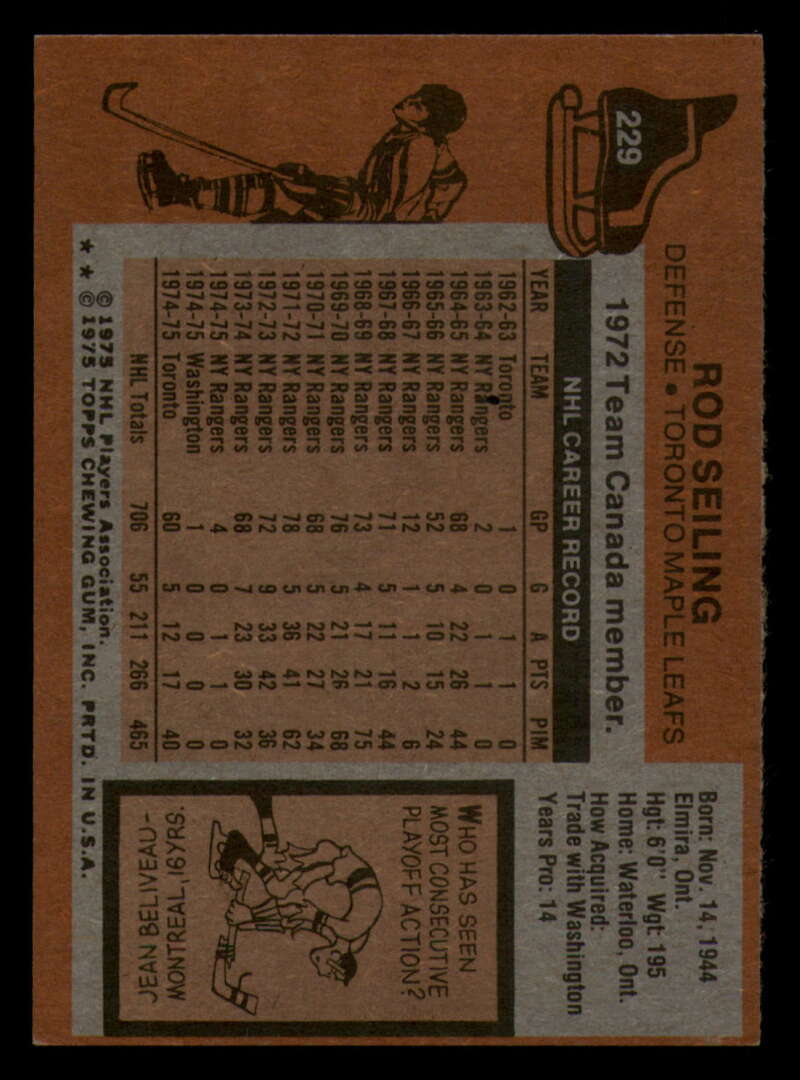 229
ROD SEILING
DEFENSE • TORONTO MAPLE LEAFS
1972 Team Canada member.
NHL CAREER RECORD
YEAR TEAM GP G A PTS PIM
1962-63 Toronto 1 0 1 1 0
1963-64 NY Rangers 2 0 1 1 0
1964-65 NY Rangers 68 4 22 26 44
1965-66 NY Rangers 52 5 10 15 24
1966-67 NY Rangers 12 1 1 2 6
1967-68 NY Rangers 71 5 11 16 44
1968-69 NY Rangers 73 4 17 21 75
1969-70 NY Rangers 76 5 21 26 68
1970-71 NY Rangers 68 5 22 27 34
1971-72 NY Rangers 78 5 36 41 62
1972-73 NY Rangers 72 9 33 42 36
1973-74 NY Rangers 68 7 23 30 32
1974-75 NY Rangers 4 0 1 1 0
1974-75 Washington 1 0 0 0 0
1974-75 Toronto 60 5 12 17 40
NHL Totals 706 55 211 266 465
Born: Nov. 14, 1944
Elmira, Ont.
Hgt: 6'0" Wgt: 195
Home: Waterloo, Ont.
How Acquired:
Trade with Washington
Years Pro: 14
WHO HAS SEEN
MOST CONSECUTIVE
PLAYOFF ACTION?
JEAN BELIVEAU-
MONTREAL, 16 YRS.
© 1975 NHL Players Association.
★ ★ © 1975 TOPPS CHEWING GUM, INC. PRTD. IN U.S.A.